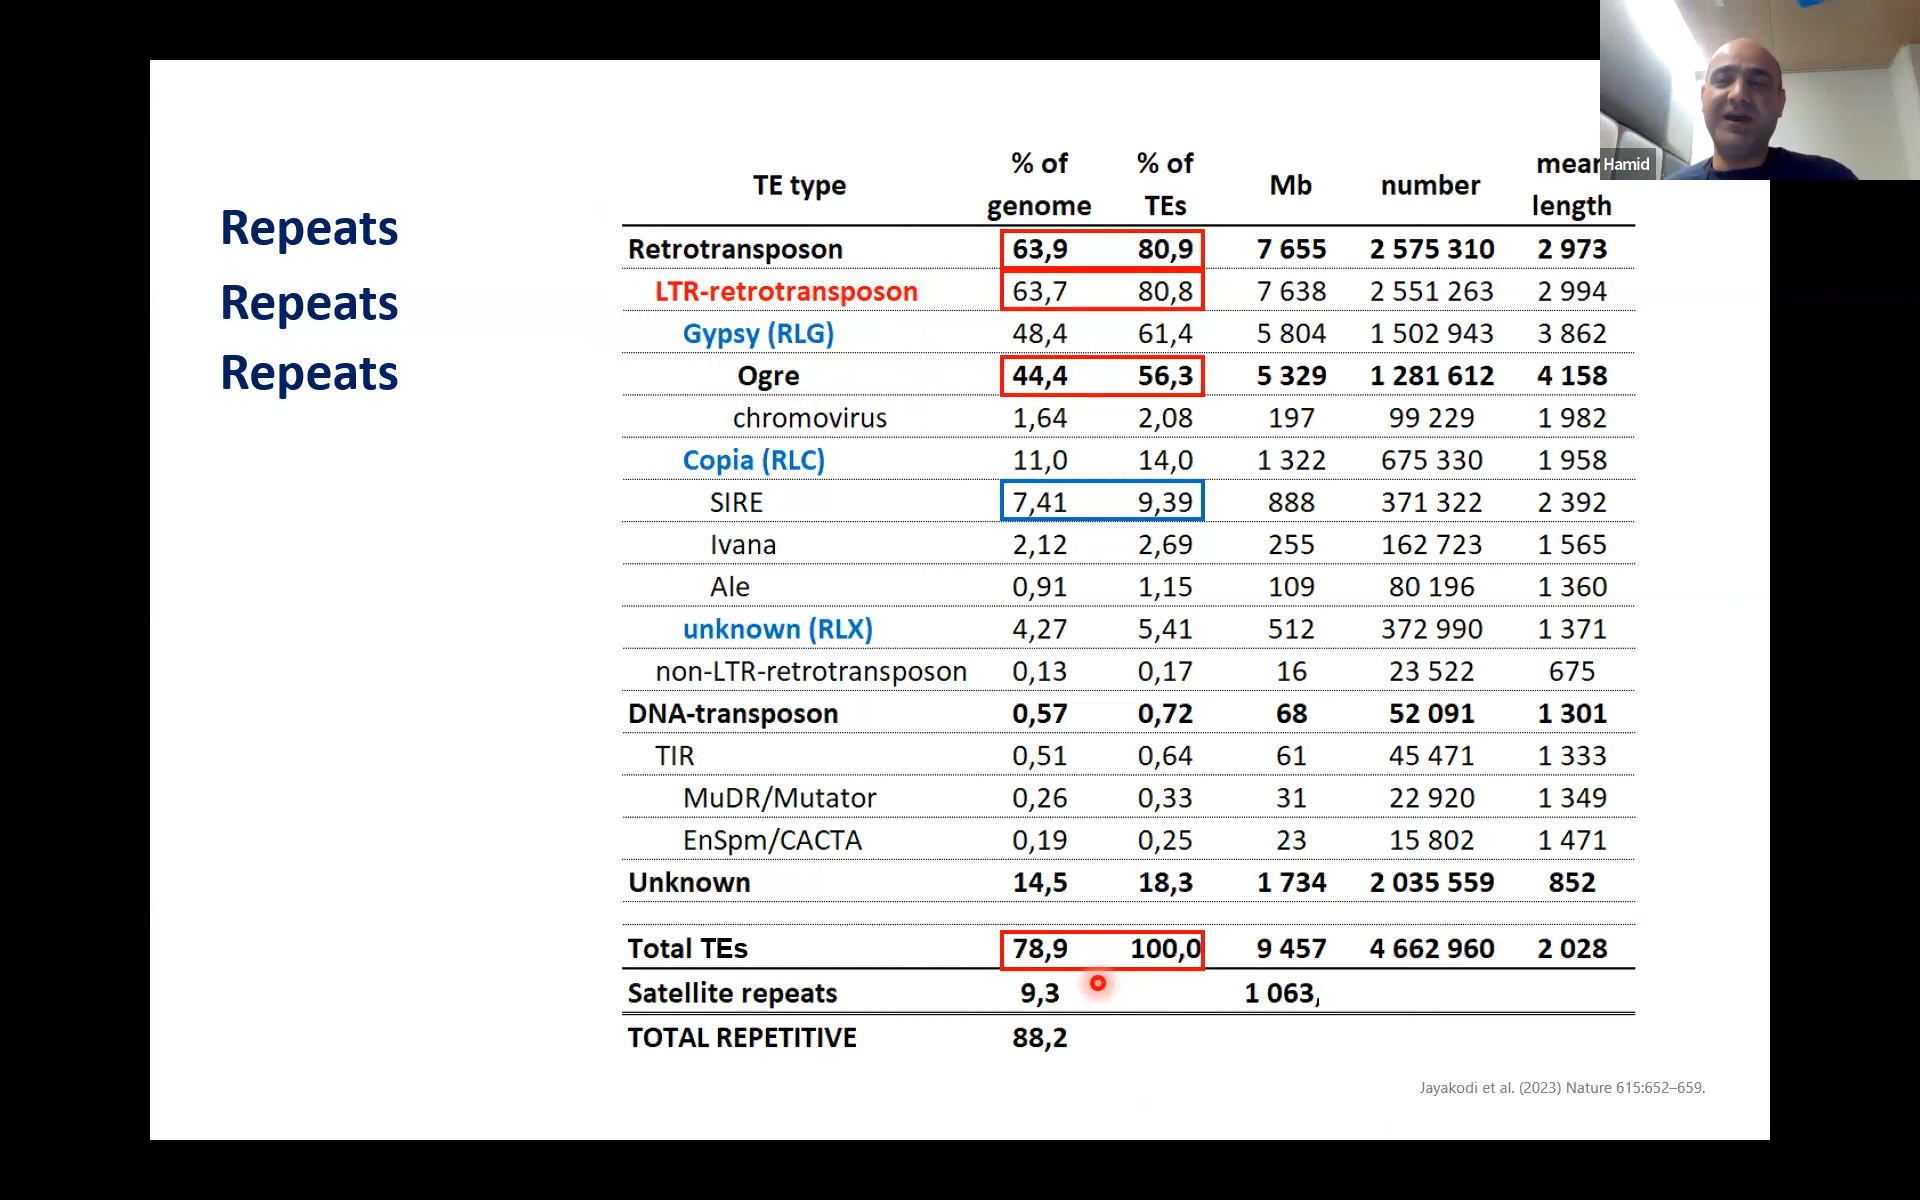 Hamid
Repeats
Repeats
Repeats
TE type % of genome % of TEs Mb number mean length
Retrotransposon 63,9 80,9 7 655 2 575 310 2 973
LTR-retrotransposon 63,7 80,8 7 638 2 551 263 2 994
Gypsy (RLG) 48,4 61,4 5 804 1 502 943 3 862
Ogre 44,4 56,3 5 329 1 281 612 4 158
chromovirus 1,64 2,08 197 99 229 1 982
Copia (RLC) 11,0 14,0 1 322 675 330 1 958
SIRE 7,41 9,39 888 371 322 2 392
Ivana 2,12 2,69 255 162 723 1 565
Ale 0,91 1,15 109 80 196 1 360
unknown (RLX) 4,27 5,41 512 372 990 1 371
non-LTR-retrotransposon 0,13 0,17 16 23 522 675
DNA-transposon 0,57 0,72 68 52 091 1 301
TIR 0,51 0,64 61 45 471 1 333
MuDR/Mutator 0,26 0,33 31 22 920 1 349
EnSpm/CACTA 0,19 0,25 23 15 802 1 471
Unknown 14,5 18,3 1 734 2 035 559 852
Total TEs 78,9 100,0 9 457 4 662 960 2 028
Satellite repeats 9,3 1 063,
TOTAL REPETITIVE 88,2
Jayakodi et al. (2023) Nature 615:652–659.